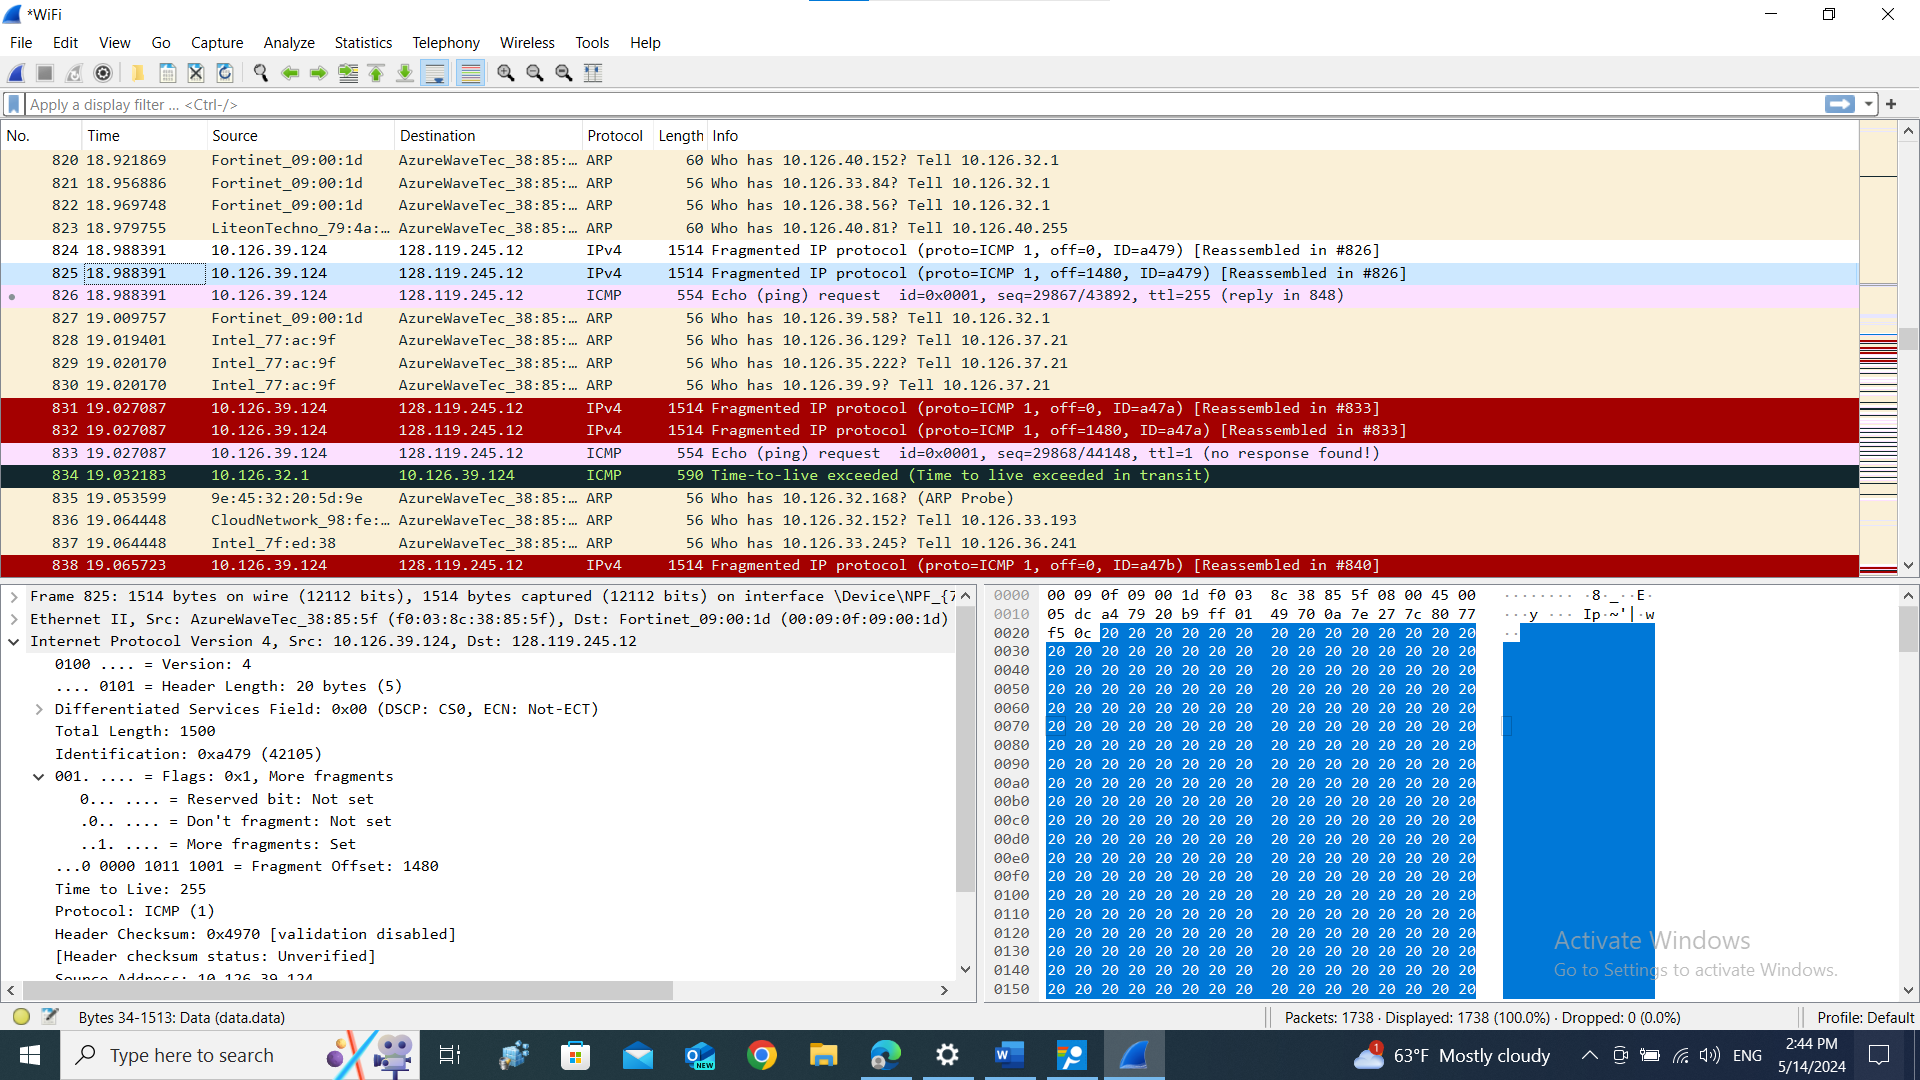 *WiFi
File Edit View Go Capture Analyze Statistics Telephony Wireless Tools Help
Apply a display filter ... <Ctrl-/>
No. Time Source Destination Protocol Length Info
820 18.921869 Fortinet_09:00:1d AzureWaveTec_38:85:… ARP 60 Who has 10.126.40.152? Tell 10.126.32.1
821 18.956886 Fortinet_09:00:1d AzureWaveTec_38:85:… ARP 56 Who has 10.126.33.84? Tell 10.126.32.1
822 18.969748 Fortinet_09:00:1d AzureWaveTec_38:85:… ARP 56 Who has 10.126.38.56? Tell 10.126.32.1
823 18.979755 LiteonTechno_79:4a:… AzureWaveTec_38:85:… ARP 60 Who has 10.126.40.81? Tell 10.126.40.255
824 18.988391 10.126.39.124 128.119.245.12 IPv4 1514 Fragmented IP protocol (proto=ICMP 1, off=0, ID=a479) [Reassembled in #826]
825 18.988391 10.126.39.124 128.119.245.12 IPv4 1514 Fragmented IP protocol (proto=ICMP 1, off=1480, ID=a479) [Reassembled in #826]
826 18.988391 10.126.39.124 128.119.245.12 ICMP 554 Echo (ping) request id=0x0001, seq=29867/43892, ttl=255 (reply in 848)
827 19.009757 Fortinet_09:00:1d AzureWaveTec_38:85:… ARP 56 Who has 10.126.39.58? Tell 10.126.32.1
828 19.019401 Intel_77:ac:9f AzureWaveTec_38:85:… ARP 56 Who has 10.126.36.129? Tell 10.126.37.21
829 19.020170 Intel_77:ac:9f AzureWaveTec_38:85:… ARP 56 Who has 10.126.35.222? Tell 10.126.37.21
830 19.020170 Intel_77:ac:9f AzureWaveTec_38:85:… ARP 56 Who has 10.126.39.9? Tell 10.126.37.21
831 19.027087 10.126.39.124 128.119.245.12 IPv4 1514 Fragmented IP protocol (proto=ICMP 1, off=0, ID=a47a) [Reassembled in #833]
832 19.027087 10.126.39.124 128.119.245.12 IPv4 1514 Fragmented IP protocol (proto=ICMP 1, off=1480, ID=a47a) [Reassembled in #833]
833 19.027087 10.126.39.124 128.119.245.12 ICMP 554 Echo (ping) request id=0x0001, seq=29868/44148, ttl=1 (no response found!)
834 19.032183 10.126.32.1 10.126.39.124 ICMP 590 Time-to-live exceeded (Time to live exceeded in transit)
835 19.053599 9e:45:32:20:5d:9e AzureWaveTec_38:85:… ARP 56 Who has 10.126.32.168? (ARP Probe)
836 19.064448 CloudNetwork_98:fe:… AzureWaveTec_38:85:… ARP 56 Who has 10.126.32.152? Tell 10.126.33.193
837 19.064448 Intel_7f:ed:38 AzureWaveTec_38:85:… ARP 56 Who has 10.126.33.245? Tell 10.126.36.241
838 19.065723 10.126.39.124 128.119.245.12 IPv4 1514 Fragmented IP protocol (proto=ICMP 1, off=0, ID=a47b) [Reassembled in #840]
Frame 825: 1514 bytes on wire (12112 bits), 1514 bytes captured (12112 bits) on interface \Device\NPF_{7
Ethernet II, Src: AzureWaveTec_38:85:5f (f0:03:8c:38:85:5f), Dst: Fortinet_09:00:1d (00:09:0f:09:00:1d)
Internet Protocol Version 4, Src: 10.126.39.124, Dst: 128.119.245.12
0100 .... = Version: 4
.... 0101 = Header Length: 20 bytes (5)
Differentiated Services Field: 0x00 (DSCP: CS0, ECN: Not-ECT)
Total Length: 1500
Identification: 0xa479 (42105)
001. .... = Flags: 0x1, More fragments
0... .... = Reserved bit: Not set
.0.. .... = Don't fragment: Not set
..1. .... = More fragments: Set
...0 0000 1011 1001 = Fragment Offset: 1480
Time to Live: 255
Protocol: ICMP (1)
Header Checksum: 0x4970 [validation disabled]
[Header checksum status: Unverified]
Source Address: 10.126.39.124
0000 00 09 0f 09 00 1d f0 03 8c 38 85 5f 08 00 45 00 ········ ·8·_··E·
0010 05 dc a4 79 20 b9 ff 01 49 70 0a 7e 27 7c 80 77 ···y ··· Ip·~'|·w
0020 f5 0c 20 20 20 20 20 20 20 20 20 20 20 20 20 20 ··
0030 20 20 20 20 20 20 20 20 20 20 20 20 20 20 20 20
0040 20 20 20 20 20 20 20 20 20 20 20 20 20 20 20 20
0050 20 20 20 20 20 20 20 20 20 20 20 20 20 20 20 20
0060 20 20 20 20 20 20 20 20 20 20 20 20 20 20 20 20
0070 20 20 20 20 20 20 20 20 20 20 20 20 20 20 20 20
0080 20 20 20 20 20 20 20 20 20 20 20 20 20 20 20 20
0090 20 20 20 20 20 20 20 20 20 20 20 20 20 20 20 20
00a0 20 20 20 20 20 20 20 20 20 20 20 20 20 20 20 20
00b0 20 20 20 20 20 20 20 20 20 20 20 20 20 20 20 20
00c0 20 20 20 20 20 20 20 20 20 20 20 20 20 20 20 20
00d0 20 20 20 20 20 20 20 20 20 20 20 20 20 20 20 20
00e0 20 20 20 20 20 20 20 20 20 20 20 20 20 20 20 20
00f0 20 20 20 20 20 20 20 20 20 20 20 20 20 20 20 20
0100 20 20 20 20 20 20 20 20 20 20 20 20 20 20 20 20
0110 20 20 20 20 20 20 20 20 20 20 20 20 20 20 20 20
0120 20 20 20 20 20 20 20 20 20 20 20 20 20 20 20 20
0130 20 20 20 20 20 20 20 20 20 20 20 20 20 20 20 20
0140 20 20 20 20 20 20 20 20 20 20 20 20 20 20 20 20
0150 20 20 20 20 20 20 20 20 20 20 20 20 20 20 20 20
Activate Windows
Go to Settings to activate Windows.
Bytes 34-1513: Data (data.data)
Packets: 1738 · Displayed: 1738 (100.0%) · Dropped: 0 (0.0%)
Profile: Default
Type here to search
NEW
1
63°F Mostly cloudy
ENG
2:44 PM
5/14/2024